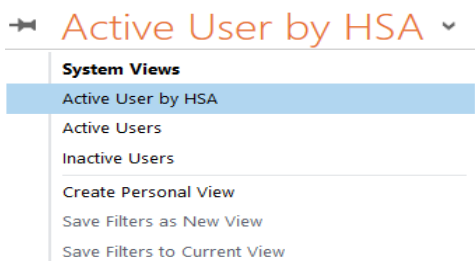 Active User by HSA
System Views
Active User by HSA
Active Users
Inactive Users
Create Personal View
Save Filters as New View
Save Filters to Current View